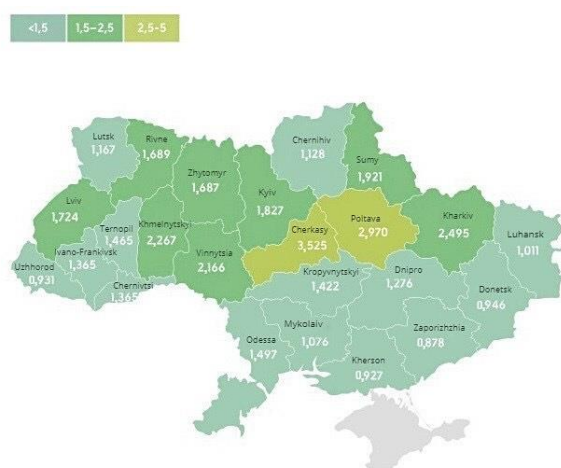 <1,5 1,5–2,5 2,5-5
Lutsk
1,167
Rivne
1,689
Zhytomyr
1,687
Kyiv
1,827
Chernihiv
1,128
Sumy
1,921
Lviv
1,724
Ternopil
1,465
Khmelnytskyi
2,267
Vinnytsia
2,166
Cherkasy
3,525
Poltava
2,970
Kharkiv
2,495
Luhansk
1,011
Uzhhorod
0,931
Ivano-Frankivsk
1,365
Chernivtsi
1,365
Kropyvnytskyi
1,422
Dnipro
1,276
Donetsk
0,946
Odessa
1,497
Mykolaiv
1,076
Kherson
0,927
Zaporizhzhia
0,878